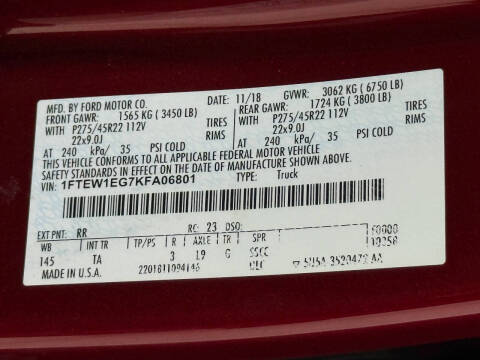 MFD. BY FORD MOTOR CO.
DATE: 11/18 GVWR: 3062 KG ( 6750 LB)
FRONT GAWR: 1565 KG ( 3450 LB) REAR GAWR: 1724 KG ( 3800 LB)
WITH P275/45R22 112V TIRES WITH P275/45R22 112V TIRES
22x9.0J RIMS 22x9.0J RIMS
AT 240 kPa/ 35 PSI COLD AT 240 kPa/ 35 PSI COLD
THIS VEHICLE CONFORMS TO ALL APPLICABLE FEDERAL MOTOR VEHICLE
SAFETY STANDARDS IN EFFECT ON THE DATE OF MANUFACTURE SHOWN ABOVE.
VIN: 1FTEW1EG7KFA06801 TYPE: Truck
EXT PNT: RR RC: 23 DSO:
WB INT TR TP/PS R AXLE TR SPR
145 TA 3 L9 G
MADE IN U.S.A. 2201811094146